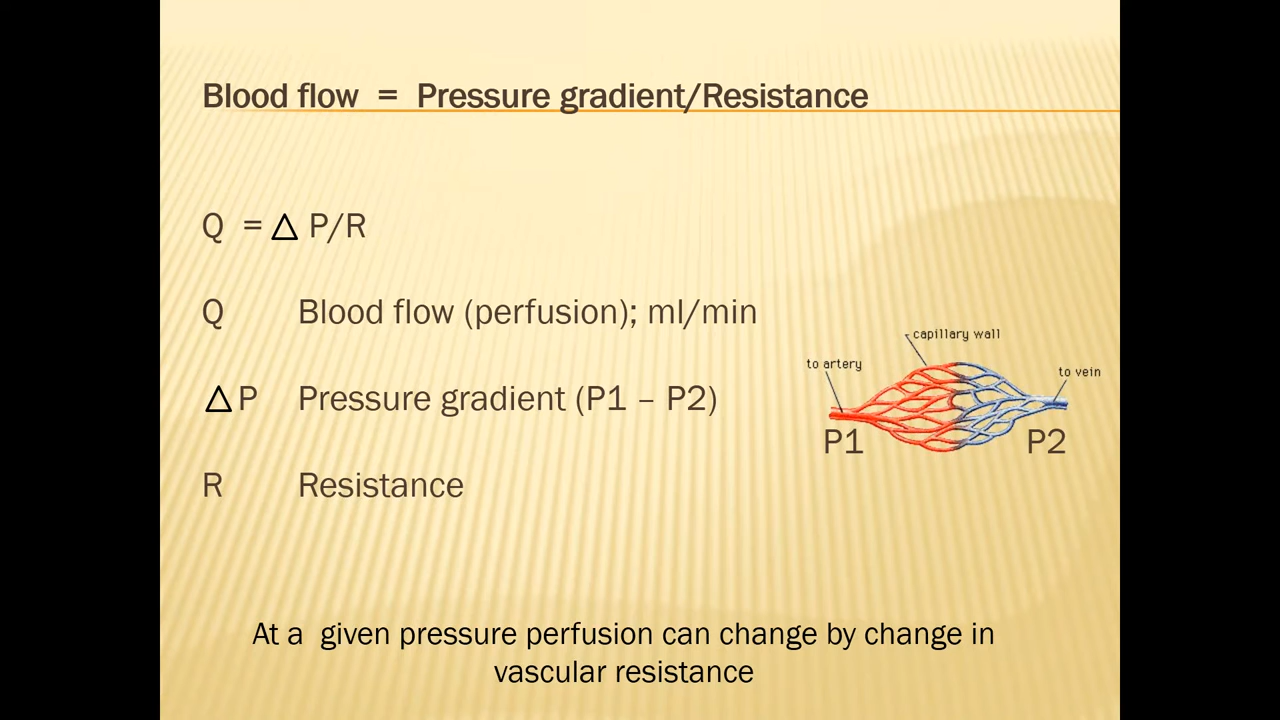 Blood flow = Pressure gradient/Resistance
Q = △ P/R
Q Blood flow (perfusion); ml/min
△ P Pressure gradient (P1 – P2)
R Resistance
capillary wall
to artery
to vein
P1
P2
At a given pressure perfusion can change by change in
vascular resistance